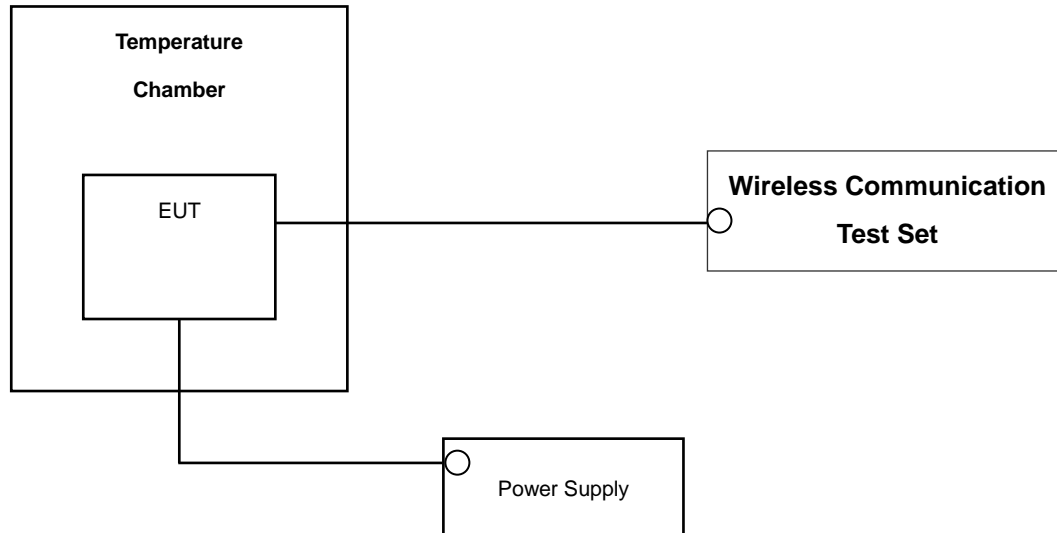 Temperature
Chamber
EUT
Wireless Communication
Test Set
Power Supply